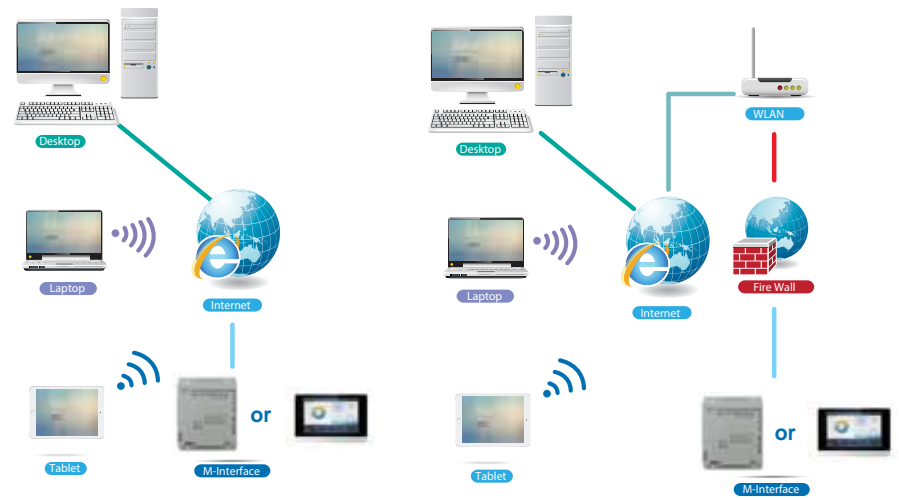 Desktop
Laptop
Internet
Tablet
or
M-Interface
Desktop
WLAN
Laptop
Internet
Fire Wall
Tablet
or
M-Interface